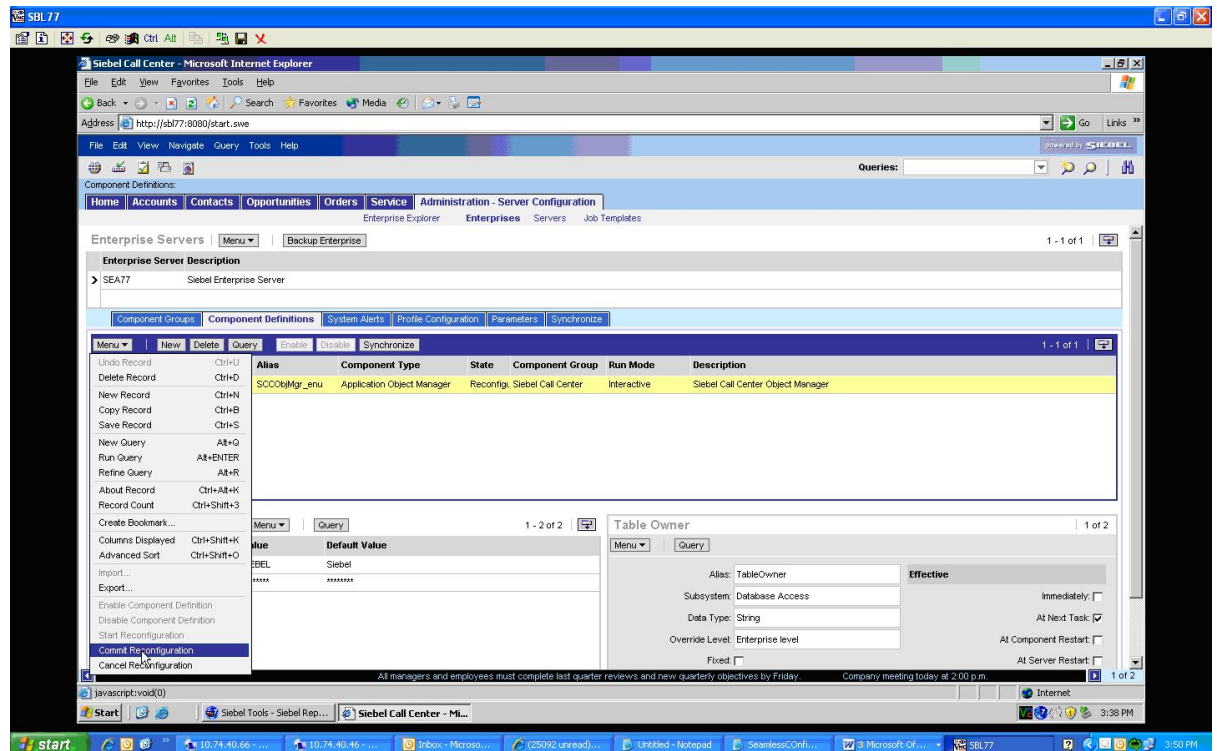 SBL77
Ctrl Alt
Siebel Call Center - Microsoft Internet Explorer
File Edit View Favorites Tools Help
Back Search Favorites Media
Address http://sbl77:8080/start.swe Go Links »
File Edit View Navigate Query Tools Help powered by SIEBEL
Queries:
Component Definitions:
Home Accounts Contacts Opportunities Orders Service Administration - Server Configuration
Enterprise Explorer Enterprises Servers Job Templates
Enterprise Servers Menu Backup Enterprise 1 - 1 of 1
Enterprise Server Description
SEA77 Siebel Enterprise Server
Component Groups Component Definitions System Alerts Profile Configuration Parameters Synchronize
Menu New Delete Query Enable Disable Synchronize 1 - 1 of 1
Alias Component Type State Component Group Run Mode Description
SCCObjMgr_enu Application Object Manager Reconfigu Siebel Call Center Interactive Siebel Call Center Object Manager
Undo Record Ctrl+U
Delete Record Ctrl+D
New Record Ctrl+N
Copy Record Ctrl+B
Save Record Ctrl+S
New Query Alt+Q
Run Query Alt+ENTER
Refine Query Alt+R
About Record Ctrl+Alt+K
Record Count Ctrl+Shift+3
Create Bookmark...
Columns Displayed Ctrl+Shift+K
Advanced Sort Ctrl+Shift+O
Import...
Export...
Enable Component Definition
Disable Component Definition
Start Reconfiguration
Commit Reconfiguration
Cancel Reconfiguration
Menu Query 1 - 2 of 2
alue Default Value
EBEL Siebel
***** ********
Table Owner 1 of 2
Menu Query
Alias: TableOwner Effective
Subsystem: Database Access Immediately:
Data Type: String At Next Task:
Override Level: Enterprise level At Component Restart:
Fixed: At Server Restart:
All managers and employees must complete last quarter reviews and new quarterly objectives by Friday. Company meeting today at 2:00 p.m. 1 of 2
javascript:void(0) Internet
Start Siebel Tools - Siebel Rep... Siebel Call Center - Mi... 3:38 PM
start 10.74.40.66 - ... 10.74.40.46 - ... Inbox - Microso... (25092 unread)... Untitled - Notepad SeamlessCOnfi... 3 Microsoft Of... SBL77 3:50 PM